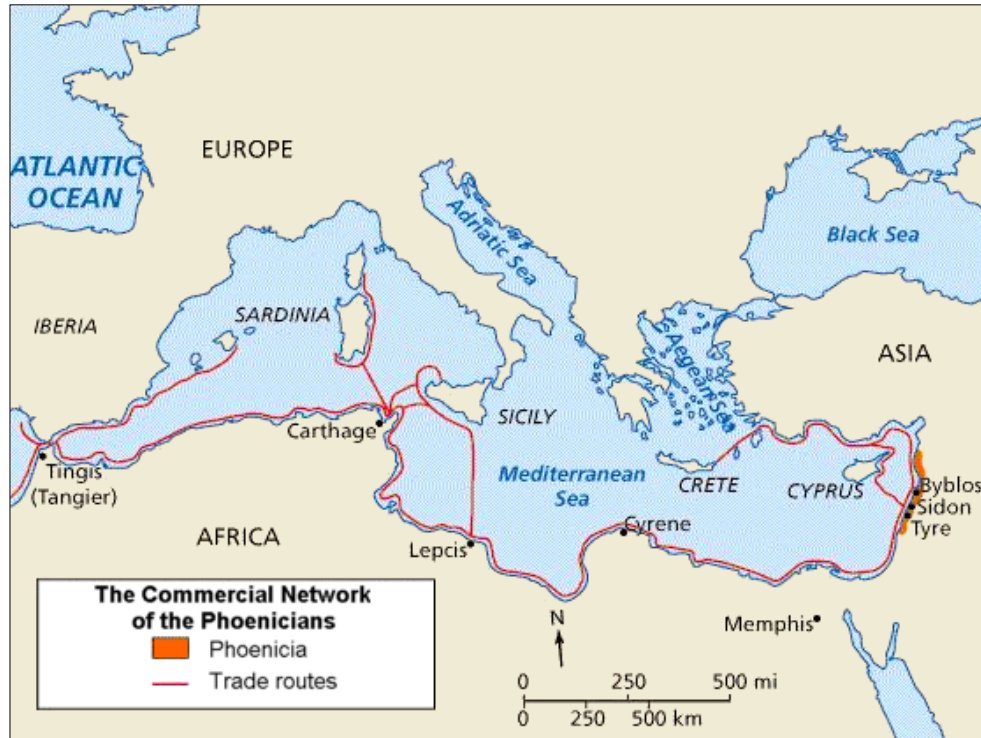 EUROPE
ATLANTIC
OCEAN
Adriatic Sea
Black Sea
IBERIA
SARDINIA
Aegean Sea
ASIA
SICILY
Carthage
Tingis
(Tangier)
Mediterranean
Sea
CRETE
CYPRUS
Byblos
Sidon
Tyre
AFRICA
Lepcis
Cyrene
Memphis
N
The Commercial Network
of the Phoenicians
Phoenicia
Trade routes
0 250 500 mi
0 250 500 km